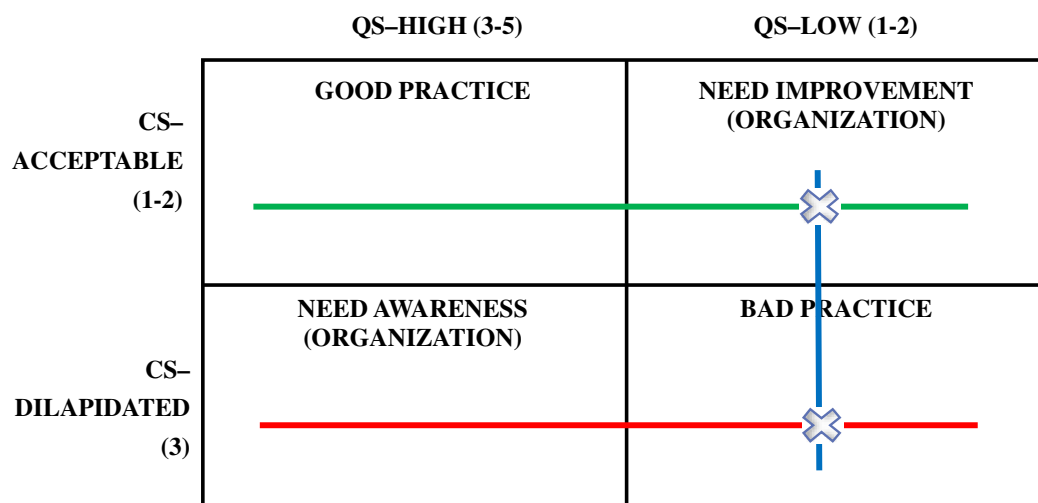 QS–HIGH (3-5)
QS–LOW (1-2)
CS–
ACCEPTABLE
(1-2)
GOOD PRACTICE
NEED IMPROVEMENT
(ORGANIZATION)
CS–
DILAPIDATED
(3)
NEED AWARENESS
(ORGANIZATION)
BAD PRACTICE